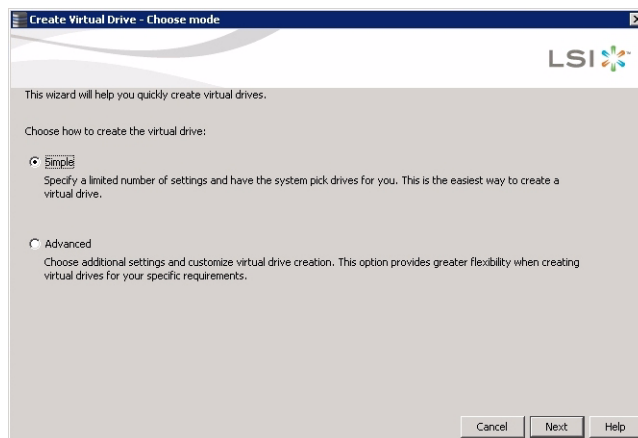 Create Virtual Drive - Choose mode
LSI
This wizard will help you quickly create virtual drives.
Choose how to create the virtual drive:
Simple
Specify a limited number of settings and have the system pick drives for you. This is the easiest way to create a
virtual drive.
Advanced
Choose additional settings and customize virtual drive creation. This option provides greater flexibility when creating
virtual drives for your specific requirements.
Cancel Next Help